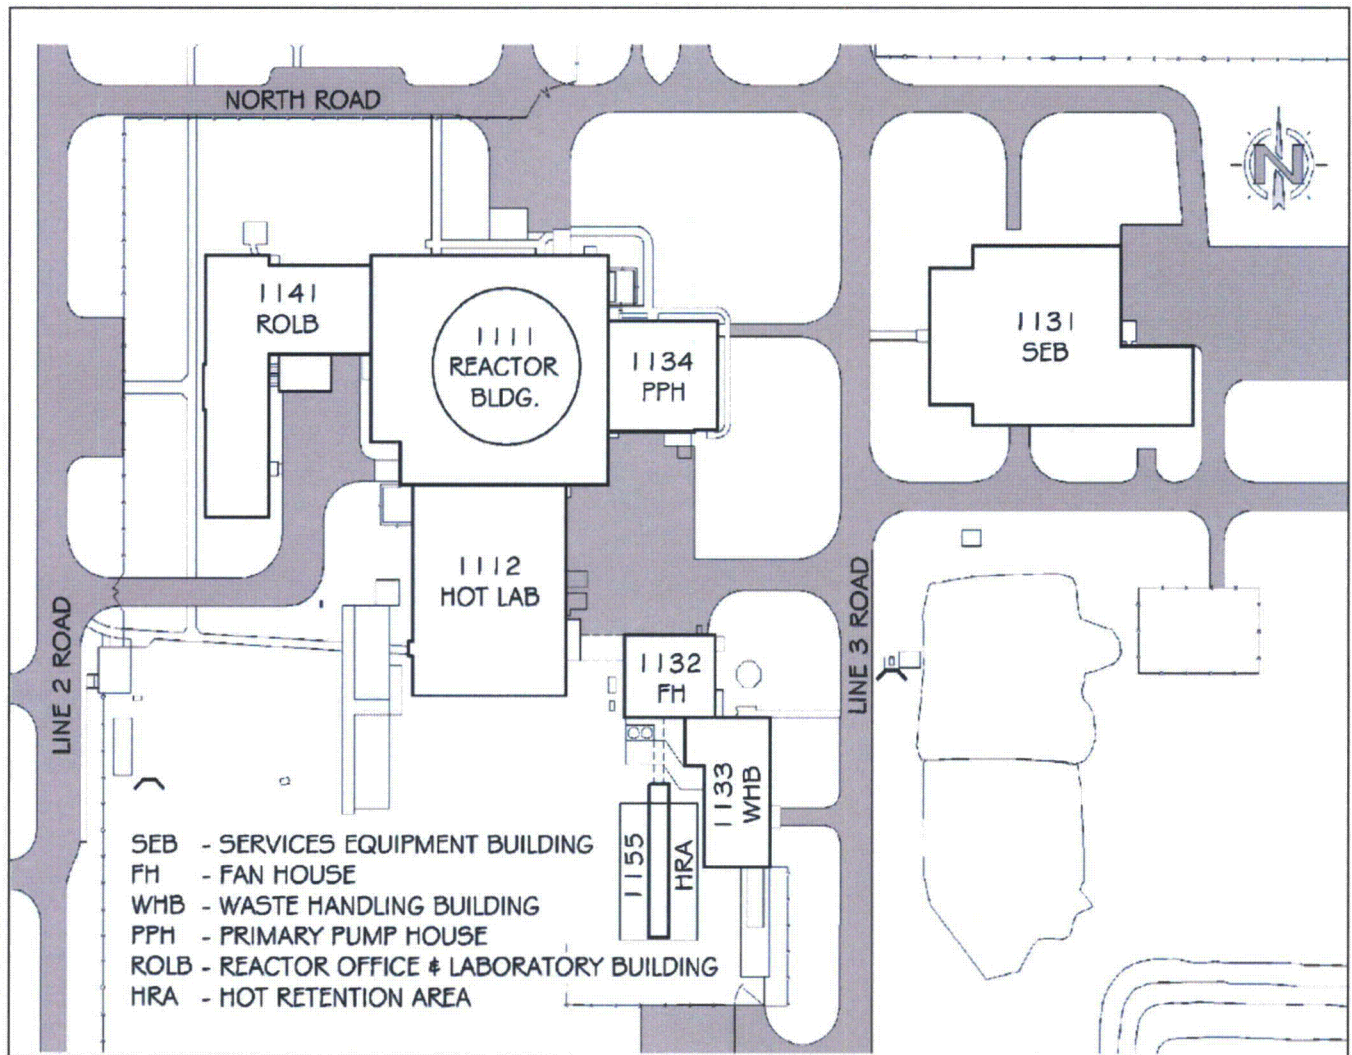 NORTH ROAD
N
1141
ROLB
1111
REACTOR
BLDG.
1134
PPH
1131
SEB
1112
HOT LAB
LINE 2 ROAD
LINE 3 ROAD
1132
FH
1133
WHB
1155
HRA
SEB - SERVICES EQUIPMENT BUILDING
FH - FAN HOUSE
WHB - WASTE HANDLING BUILDING
PPH - PRIMARY PUMP HOUSE
ROLB - REACTOR OFFICE & LABORATORY BUILDING
HRA - HOT RETENTION AREA